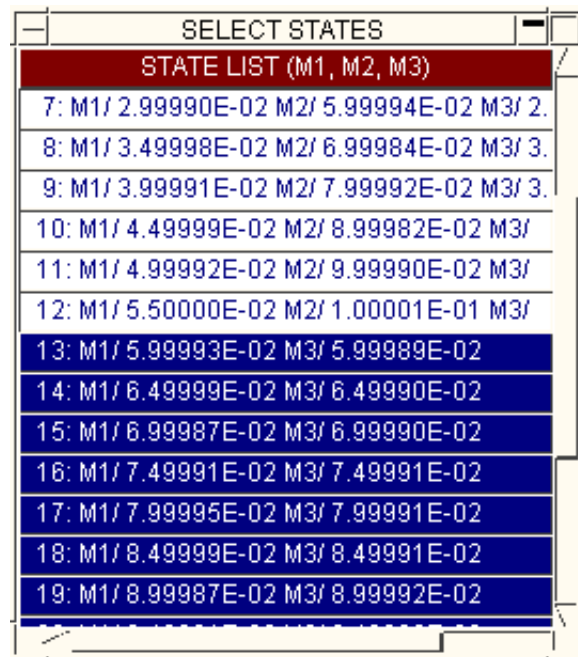 SELECT STATES
STATE LIST (M1, M2, M3)
7: M1/ 2.99990E-02 M2/ 5.99994E-02 M3/ 2.
8: M1/ 3.49998E-02 M2/ 6.99984E-02 M3/ 3.
9: M1/ 3.99991E-02 M2/ 7.99992E-02 M3/ 3.
10: M1/ 4.49999E-02 M2/ 8.99982E-02 M3/
11: M1/ 4.99992E-02 M2/ 9.99990E-02 M3/
12: M1/ 5.50000E-02 M2/ 1.00001E-01 M3/
13: M1/ 5.99993E-02 M3/ 5.99989E-02
14: M1/ 6.49999E-02 M3/ 6.49990E-02
15: M1/ 6.99987E-02 M3/ 6.99990E-02
16: M1/ 7.49991E-02 M3/ 7.49991E-02
17: M1/ 7.99995E-02 M3/ 7.99991E-02
18: M1/ 8.49999E-02 M3/ 8.49991E-02
19: M1/ 8.99987E-02 M3/ 8.99992E-02